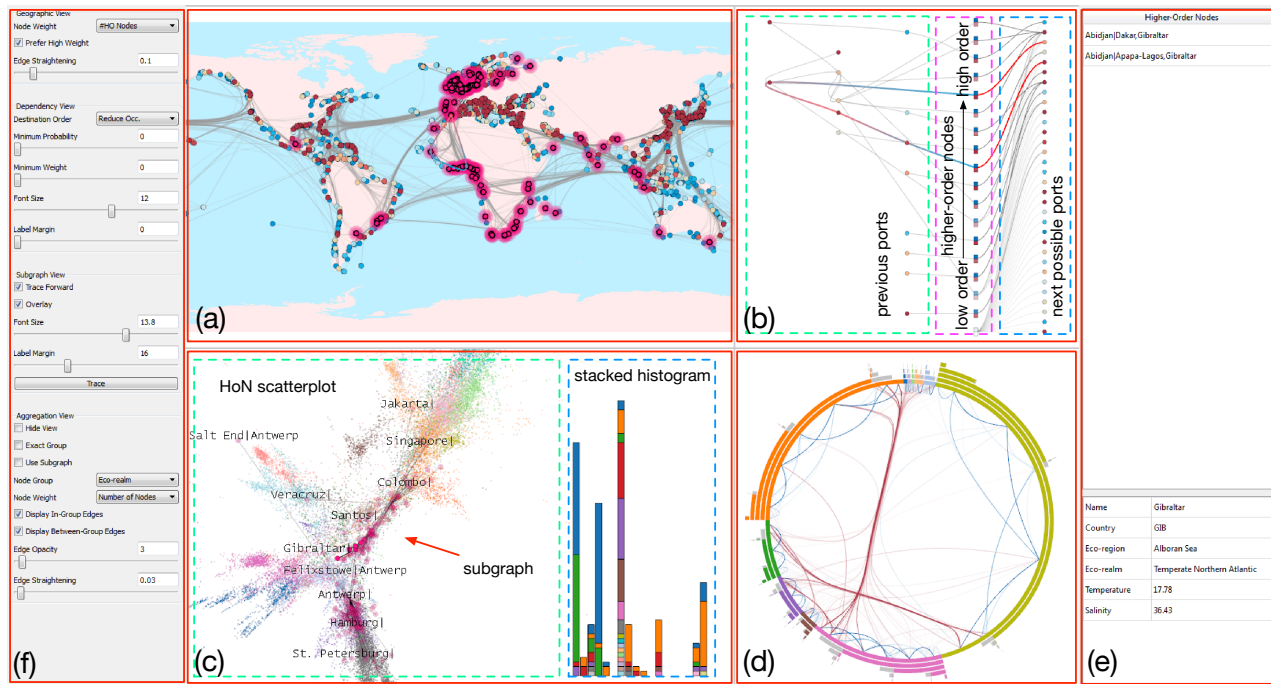 Geographic View
Node Weight
#HO Nodes
Prefer High Weight
Edge Straightening
0.1
Dependency View
Destination Order
Reduce Occ.
Minimum Probability
0
Minimum Weight
0
Font Size
12
Label Margin
0
Subgraph View
Trace Forward
Overlay
Font Size
13.8
Label Margin
16
Trace
Aggregation View
Hide View
Exact Group
Use Subgraph
Node Group
Eco-realm
Node Weight
Number of Nodes
Display In-Group Edges
Display Between-Group Edges
Edge Opacity
3
Edge Straightening
0.03
(f)
(a)
previous ports
low order
high order
higher-order nodes
next possible ports
(b)
HoN scatterplot
Jakarta|
Salt End|Antwerp
Singapore|
Colombo|
Veracruz|
Santos|
Gibraltar|
Felixstowe|Antwerp
Antwerp|
Hamburg|
St. Petersburg|
subgraph
stacked histogram
(c)
(d)
Higher-Order Nodes
Abidjan|Dakar,Gibraltar
Abidjan|Apapa-Lagos,Gibraltar
Name Gibraltar
Country GIB
Eco-region Alboran Sea
Eco-realm Temperate Northern Atlantic
Temperature 17.78
Salinity 36.43
(e)